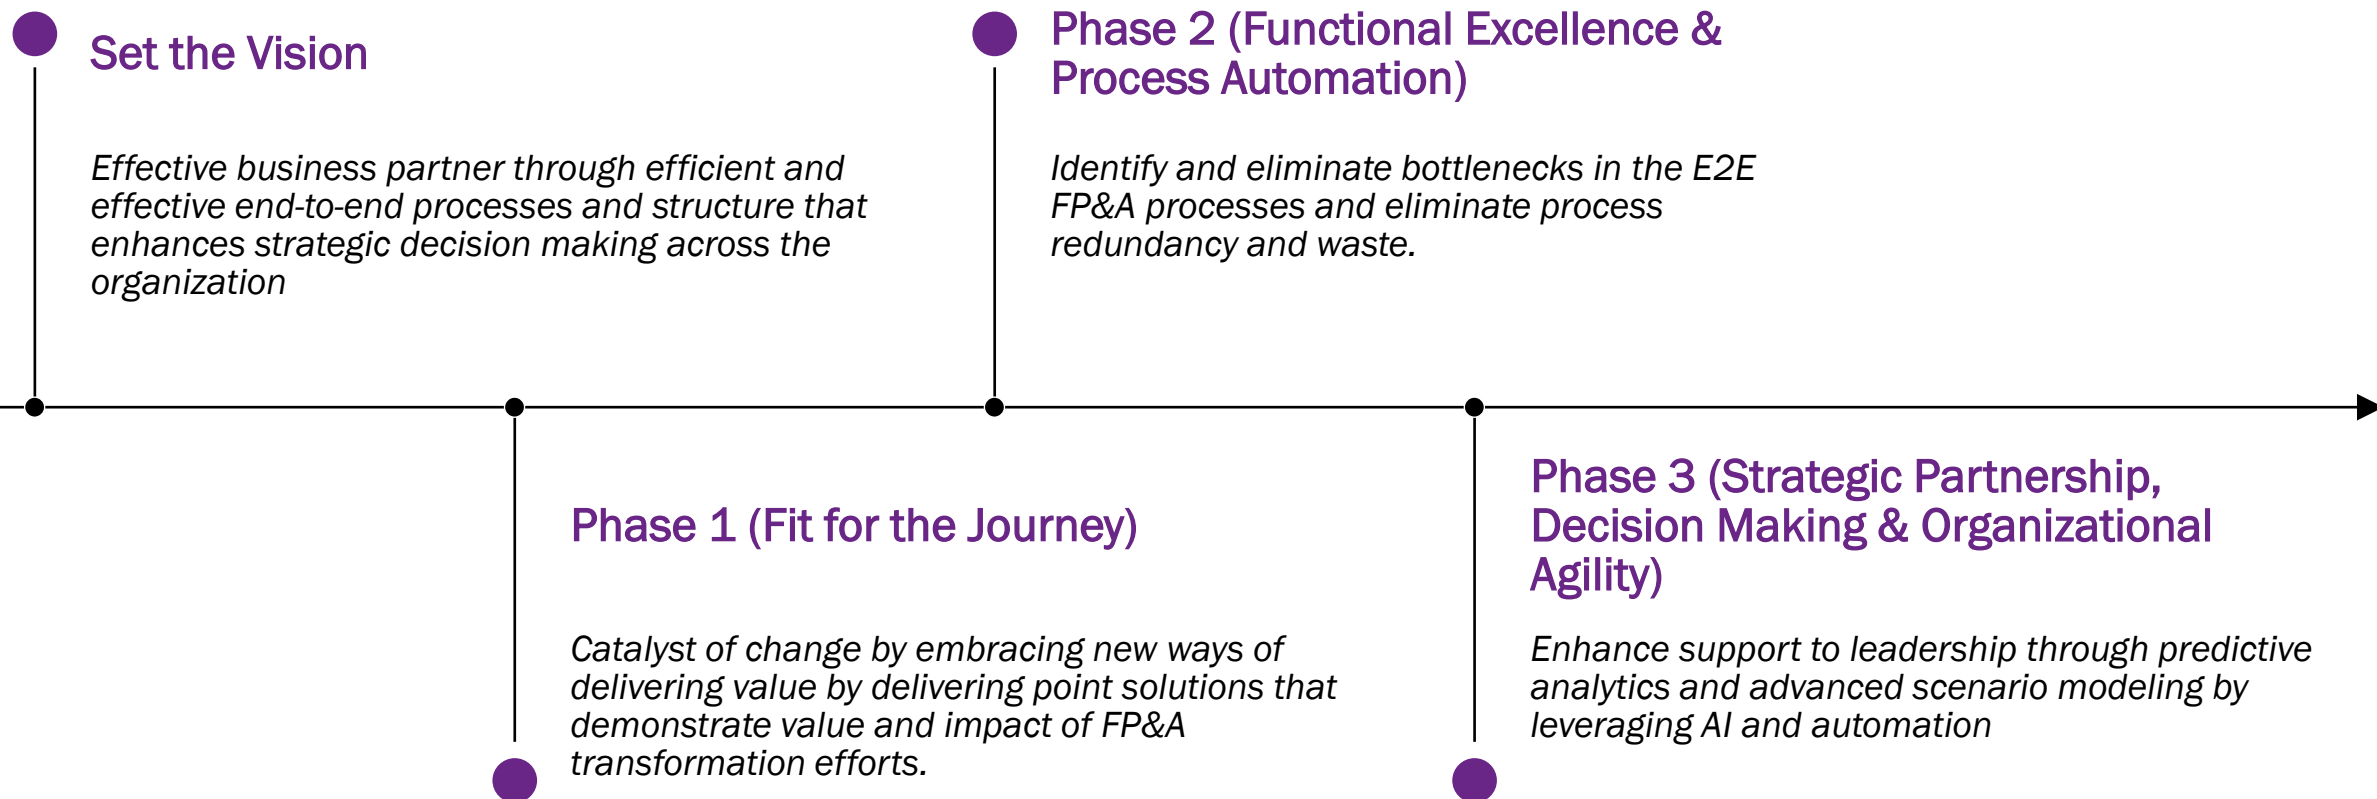 Set the Vision
Effective business partner through efficient and
effective end-to-end processes and structure that
enhances strategic decision making across the
organization
Phase 1 (Fit for the Journey)
Catalyst of change by embracing new ways of
delivering value by delivering point solutions that
demonstrate value and impact of FP&A
transformation efforts.
Phase 2 (Functional Excellence &
Process Automation)
Identify and eliminate bottlenecks in the E2E
FP&A processes and eliminate process
redundancy and waste.
Phase 3 (Strategic Partnership,
Decision Making & Organizational
Agility)
Enhance support to leadership through predictive
analytics and advanced scenario modeling by
leveraging AI and automation